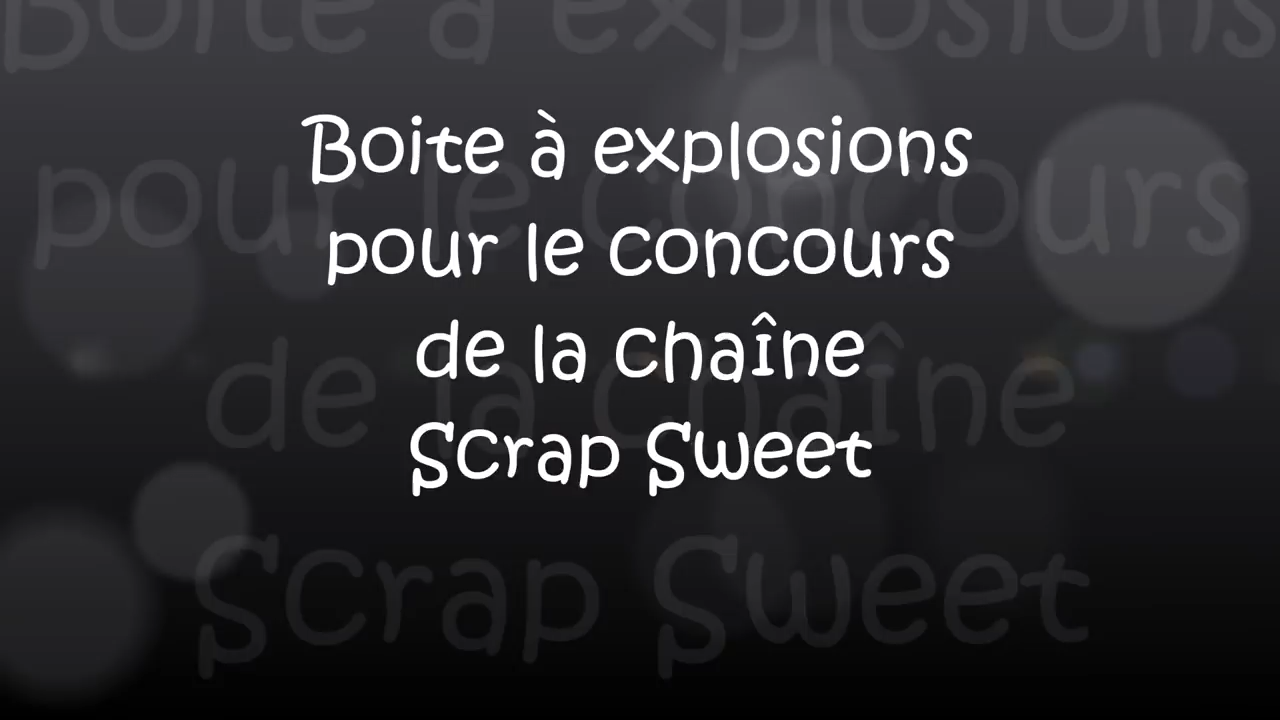 Boite à explosions
pour le concours
de la chaîne
Scrap Sweet